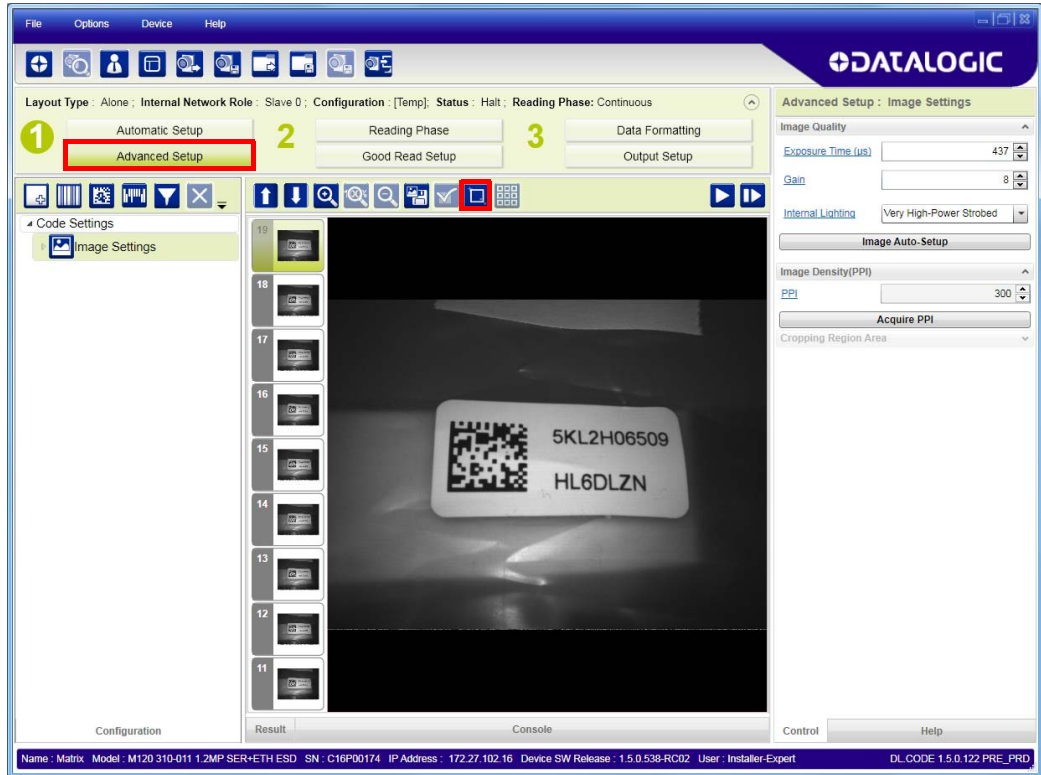 File Options Device Help
DATALOGIC
Layout Type : Alone ; Internal Network Role : Slave 0 ; Configuration : [Temp]; Status : Halt ; Reading Phase: Continuous
1 Automatic Setup 2 Reading Phase 3 Data Formatting
Advanced Setup Good Read Setup Output Setup
Advanced Setup : Image Settings
Image Quality
Exposure Time (µs) 437
Gain 8
Internal Lighting Very High-Power Strobed
Image Auto-Setup
Image Density(PPI)
PPI 300
Acquire PPI
Cropping Region Area
Code Settings
Image Settings
100%
19
18
17
16
15
14
13
12
11
5KL2H06509
HL6DLZN
Configuration Result Console Control Help
Name : Matrix Model : M120 310-011 1.2MP SER+ETH ESD SN : C16P00174 IP Address : 172.27.102.16 Device SW Release : 1.5.0.538-RC02 User : Installer-Expert DL.CODE 1.5.0.122 PRE_PRD